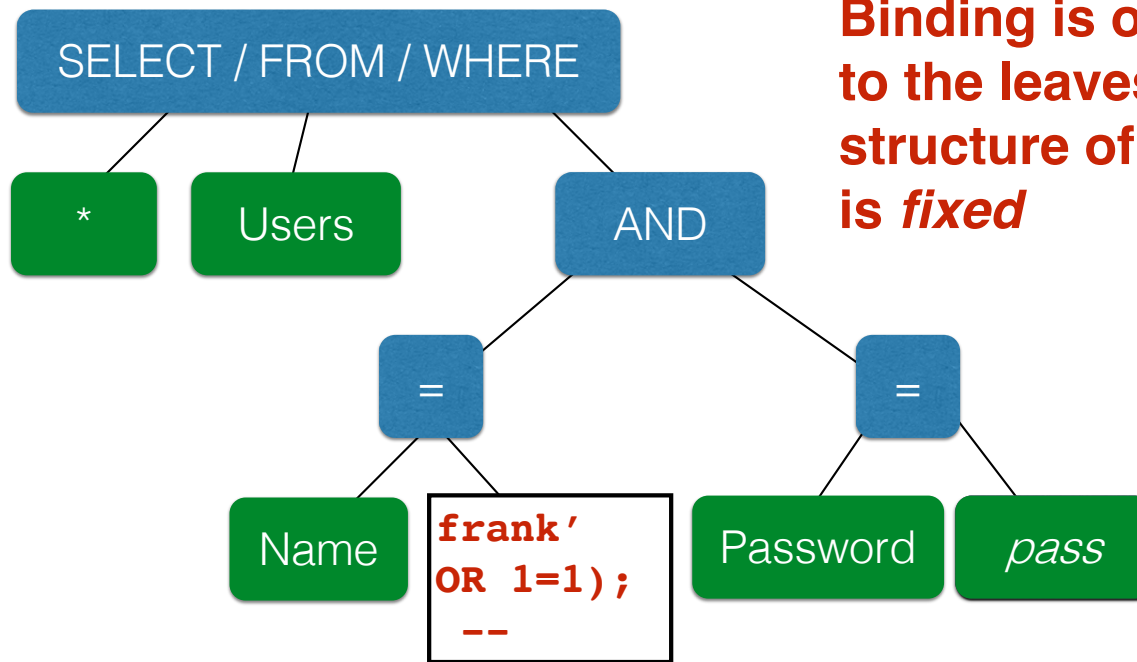 SELECT / FROM / WHERE
Binding is
to the leaves
structure of
is fixed
*
Users
AND
=
=
Name
frank’
OR 1=1);
--
Password
pass